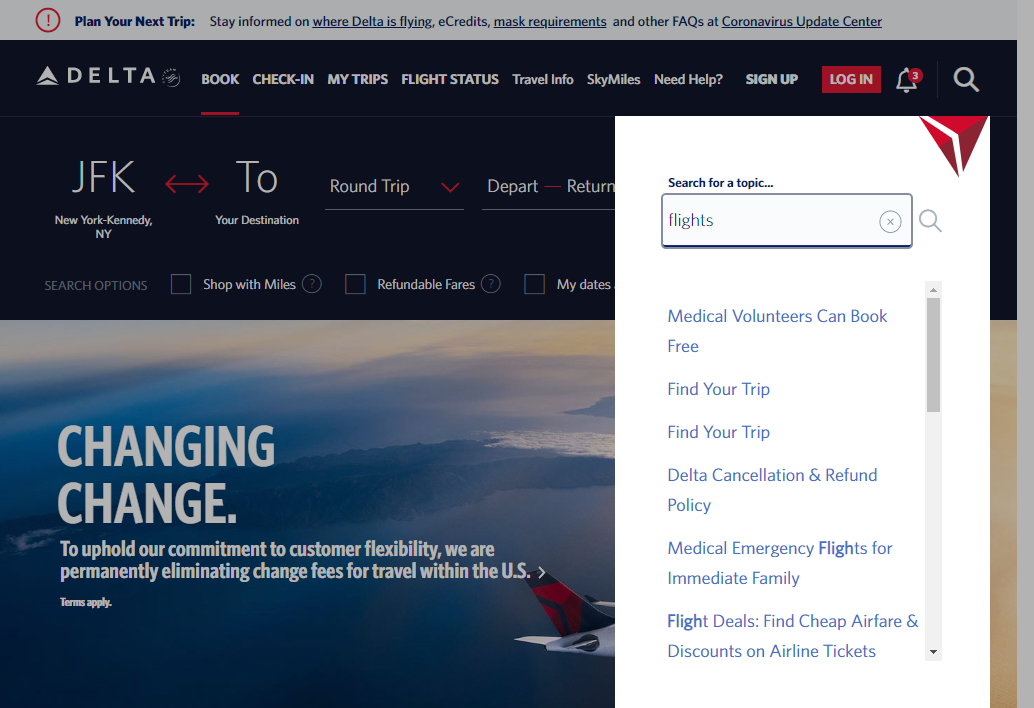 Plan Your Next Trip: Stay informed on where Delta is flying, eCredits, mask requirements and other FAQs at Coronavirus Update Center
DELTA BOOK CHECK-IN MY TRIPS FLIGHT STATUS Travel Info SkyMiles Need Help? SIGN UP LOG IN 3
JFK To
Round Trip Depart — Return
New York-Kennedy,
NY
Your Destination
SEARCH OPTIONS Shop with Miles ? Refundable Fares ? My dates
CHANGING
CHANGE.
To uphold our commitment to customer flexibility, we are
permanently eliminating change fees for travel within the U.S.
Terms apply.
Search for a topic...
flights
Medical Volunteers Can Book
Free
Find Your Trip
Find Your Trip
Delta Cancellation & Refund
Policy
Medical Emergency Flights for
Immediate Family
Flight Deals: Find Cheap Airfare &
Discounts on Airline Tickets